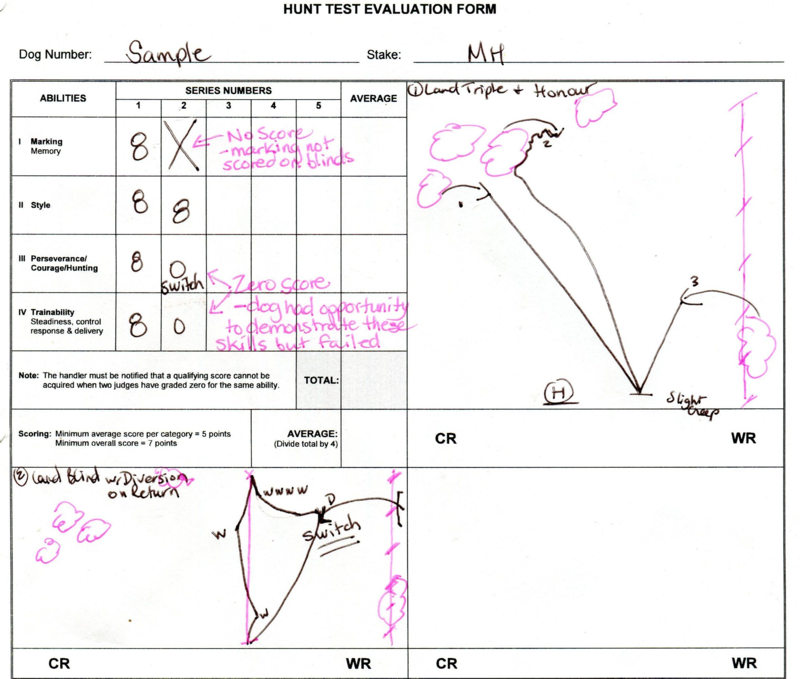 HUNT TEST EVALUATION FORM
Dog Number: Sample Stake: MH
ABILITIES SERIES NUMBERS AVERAGE
1 2 3 4 5
I Marking
Memory
8 X
No Score
-marking not
scored on blinds
II Style 8 8
III Perseverance/
Courage/Hunting
8 0
switch
Zero score
-dog had opportunity
to demonstrate these
skills but failed
IV Trainability
Steadiness, control
response & delivery
8 0
Note: The handler must be notified that a qualifying score cannot be
acquired when two judges have graded zero for the same ability.
TOTAL:
Scoring: Minimum average score per category = 5 points
Minimum overall score = 7 points
AVERAGE:
(Divide total by 4)
① Land Triple + Honour
2
1
3
H
Slight
Creep
CR WR
② Land Blind w/Diversion
on Return
W W W W
D
switch
W
W
CR WR
CR WR